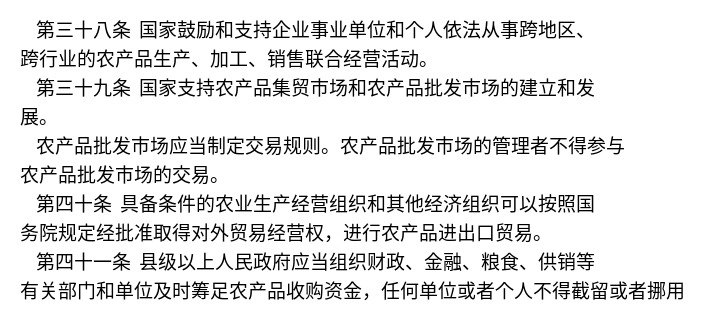 第三十八条 国家鼓励和支持企业事业单位和个人依法从事跨地区、
跨行业的农产品生产、加工、销售联合经营活动。
第三十九条 国家支持农产品集贸市场和农产品批发市场的建立和发
展。
农产品批发市场应当制定交易规则。农产品批发市场的管理者不得参与
农产品批发市场的交易。
第四十条 具备条件的农业生产经营组织和其他经济组织可以按照国
务院规定经批准取得对外贸易经营权，进行农产品进出口贸易。
第四十一条 县级以上人民政府应当组织财政、金融、粮食、供销等
有关部门和单位及时筹足农产品收购资金，任何单位或者个人不得截留或者挪用